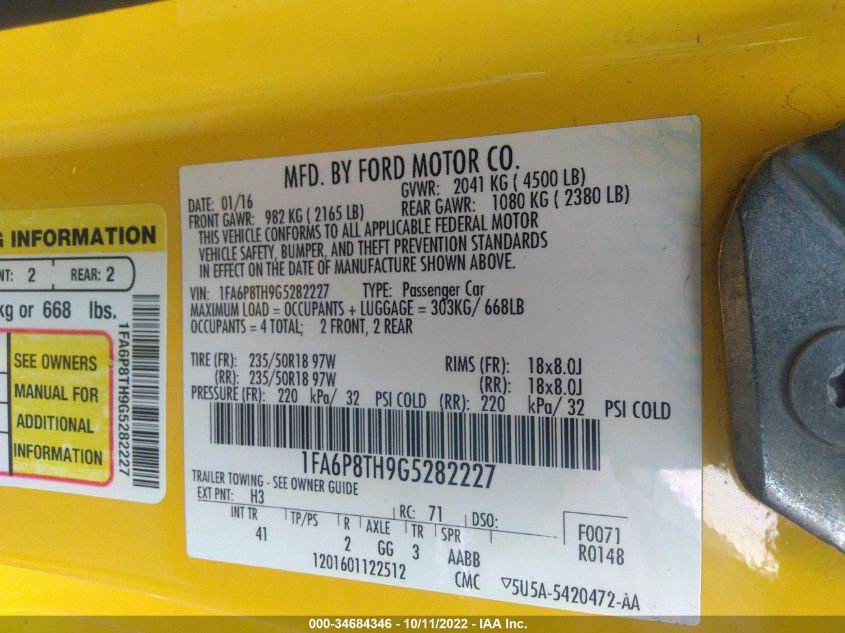 MFD. BY FORD MOTOR CO.
DATE: 01/16 GVWR: 2041 KG ( 4500 LB)
FRONT GAWR: 982 KG ( 2165 LB) REAR GAWR: 1080 KG ( 2380 LB)
THIS VEHICLE CONFORMS TO ALL APPLICABLE FEDERAL MOTOR
VEHICLE SAFETY, BUMPER, AND THEFT PREVENTION STANDARDS
IN EFFECT ON THE DATE OF MANUFACTURE SHOWN ABOVE.
VIN: 1FA6P8TH9G5282227 TYPE: Passenger Car
MAXIMUM LOAD = OCCUPANTS + LUGGAGE = 303KG/ 668LB
OCCUPANTS = 4 TOTAL; 2 FRONT, 2 REAR
TIRE (FR): 235/50R18 97W RIMS (FR): 18x8.0J
(RR): 235/50R18 97W (RR): 18x8.0J
PRESSURE (FR): 220 kPa/ 32 PSI COLD (RR): 220 kPa/ 32 PSI COLD
1FA6P8TH9G5282227
TRAILER TOWING - SEE OWNER GUIDE
EXT PNT: H3 RC: 71 DSO:
INT TR TP/PS R AXLE TR SPR
41 2 GG 3 AABB
F0071
R0148
1201601122512 CMC ▽5U5A-5420472-AA
G INFORMATION
NT: 2 REAR: 2
kg or 668 lbs.
SEE OWNERS
MANUAL FOR
ADDITIONAL
INFORMATION
1FA6P8TH9G5282227
000-34684346 - 10/11/2022 - IAA Inc.